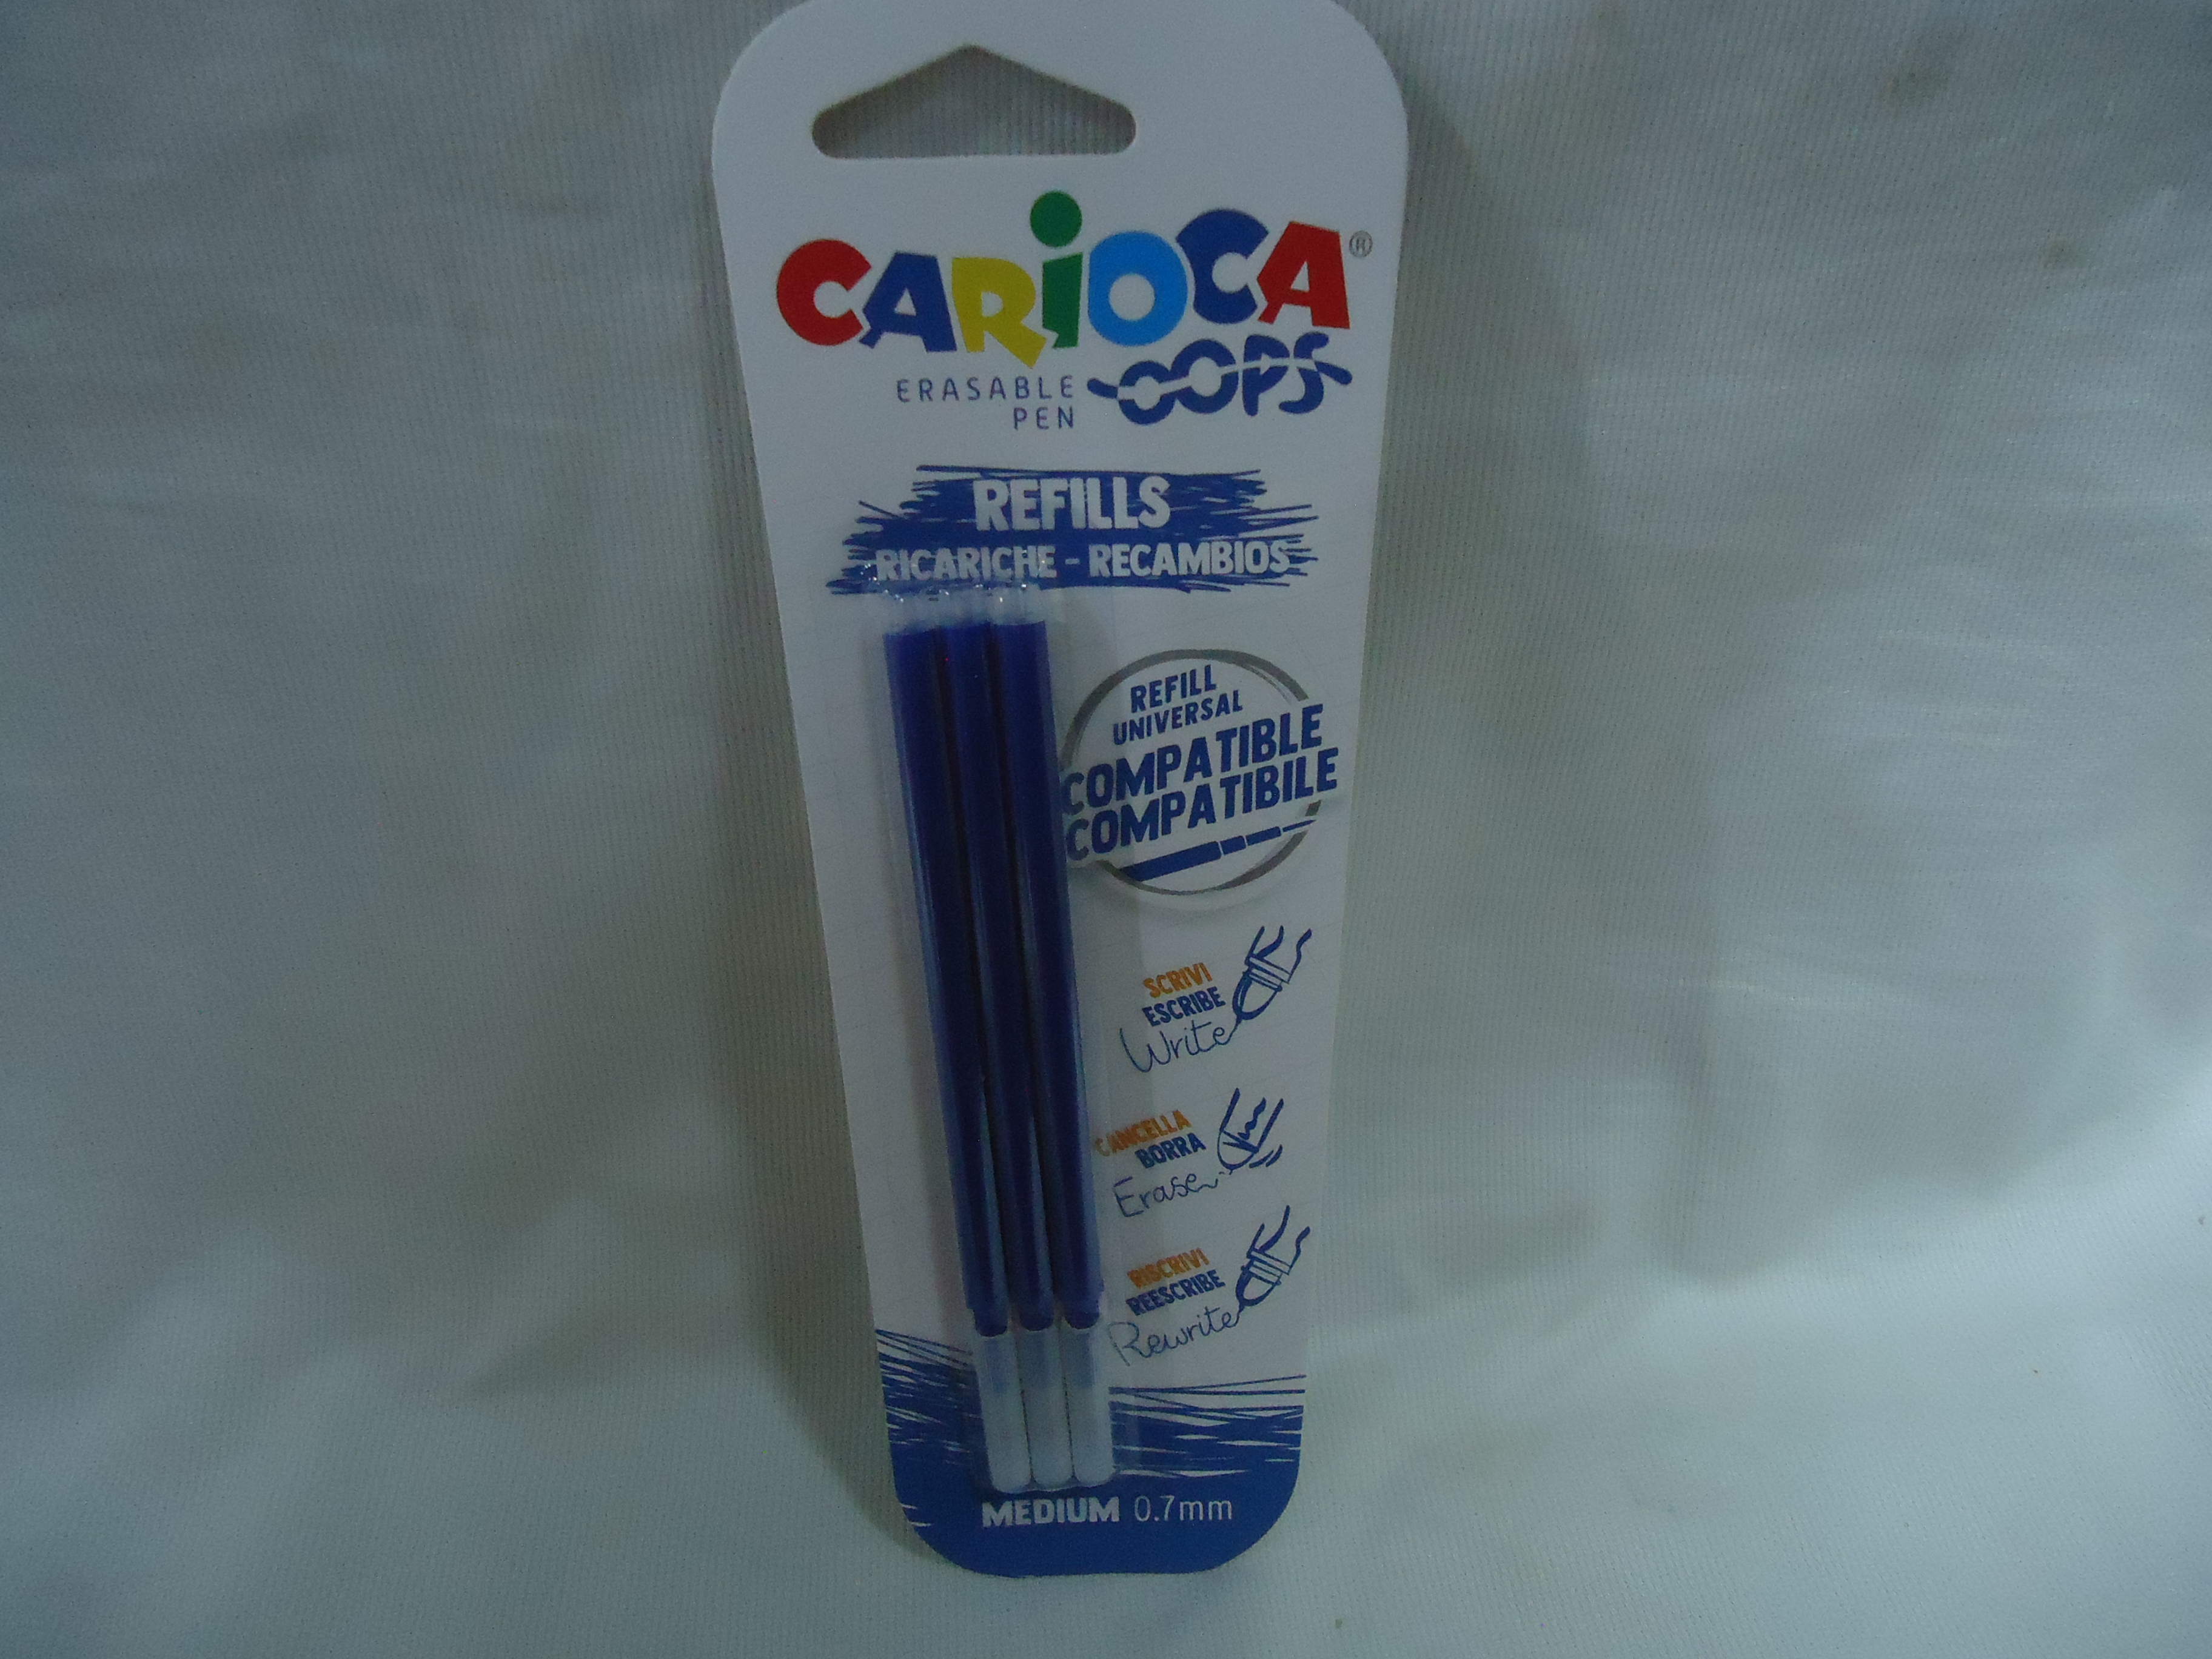 CARiOCA®
ERASABLE
PEN
OOPS
REFILLS
RICARICHE - RECAMBIOS
REFILL
UNIVERSAL
COMPATIBLE
COMPATIBILE
SCRIVI
ESCRIBE
Write
CANCELLA
BORRA
Erase
RISCRIVI
REESCRIBE
Rewrite
MEDIUM 0.7mm